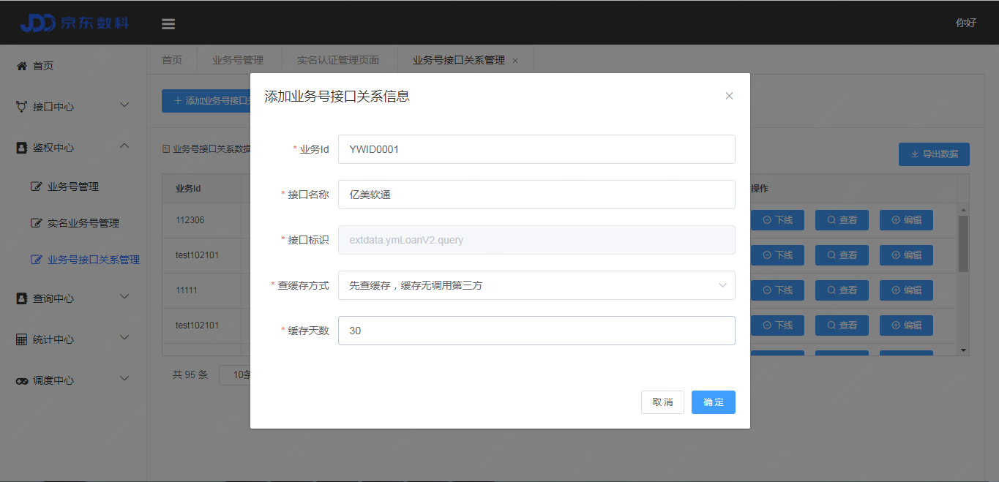 JDD 京东数科
你好
首页
接口中心
鉴权中心
业务号管理
实名业务号管理
业务号接口关系管理
查询中心
统计中心
调度中心
首页 业务号管理 实名认证管理页面 业务号接口关系管理 ×
+ 添加业务号接口
业务号接口关系数据
导出数据
业务Id 操作
112306 下线 查看 编辑
test102101 下线 查看 编辑
11111 下线 查看 编辑
test102101 下线 查看 编辑
共 95 条 10条
添加业务号接口关系信息 ×
* 业务Id YWID0001
* 接口名称 亿美软通
* 接口标识 extdata.ymLoanV2.query
* 查缓存方式 先查缓存，缓存无调用第三方
* 缓存天数 30
取 消 确 定